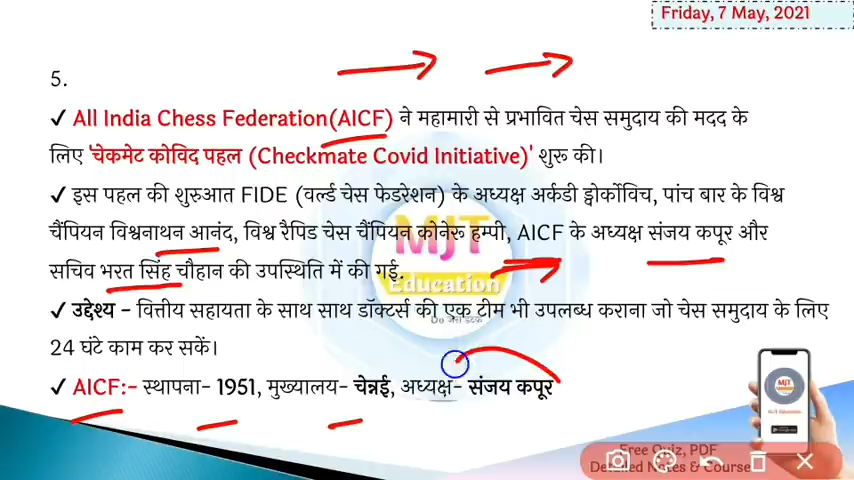 Friday, 7 May, 2021
5.
✓ All India Chess Federation(AICF) ने महामारी से प्रभावित चेस समुदाय की मदद के
लिए 'चेकमेट कोविद पहल (Checkmate Covid Initiative)' शुरू की।
✓ इस पहल की शुरुआत FIDE (वर्ल्ड चेस फेडरेशन) के अध्यक्ष अर्कडी ड्वोर्कोविच, पांच बार के विश्व
चैंपियन विश्वनाथन आनंद, विश्व रैपिड चेस चैंपियन कोनेरू हम्पी, AICF के अध्यक्ष संजय कपूर और
सचिव भरत सिंह चौहान की उपस्थिति में की गई.
✓ उद्देश्य – वित्तीय सहायता के साथ साथ डॉक्टर्स की एक टीम भी उपलब्ध कराना जो चेस समुदाय के लिए
24 घंटे काम कर सकें।
✓ AICF:- स्थापना- 1951, मुख्यालय- चेन्नई, अध्यक्ष- संजय कपूर
MJT
Education
MJT
Free Quiz, PDF
Detailed Notes & Course